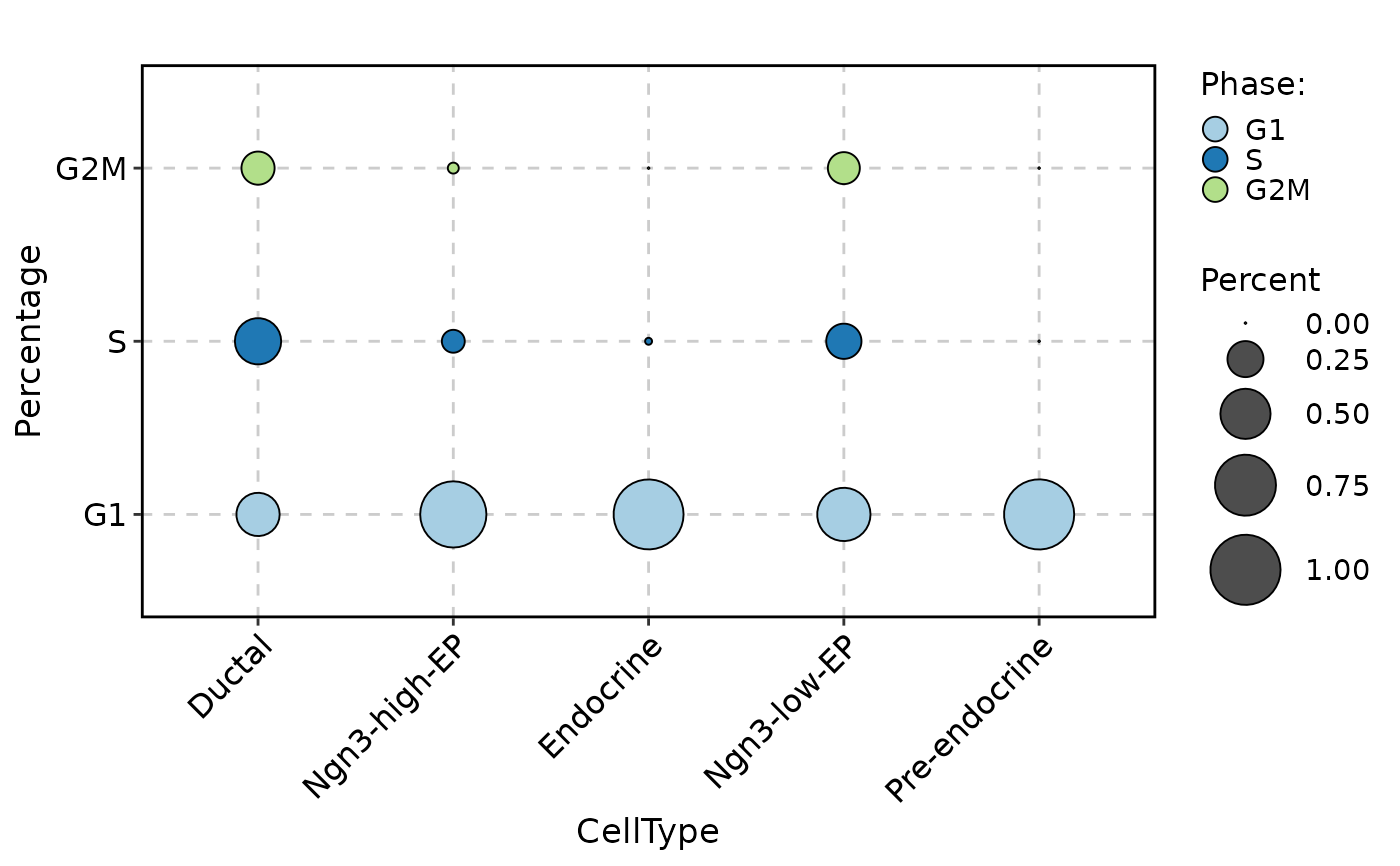 Percentage
G2M
S
G1
Ductal
Ngn3-high-EP
Endocrine
Ngn3-low-EP
Pre-endocrine
CellType
Phase:
G1
S
G2M
Percent
0.00
0.25
0.50
0.75
1.00